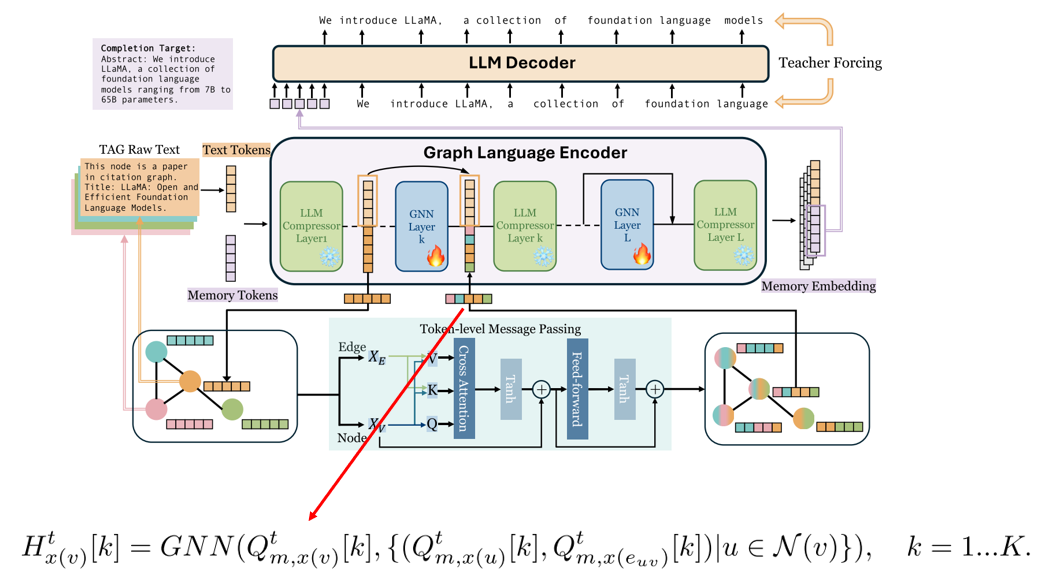 We introduce LLaMA, a collection of foundation language models
Completion Target:
Abstract: We introduce
LLaMA, a collection of
foundation language
models ranging from 7B to
65B parameters.
LLM Decoder
Teacher Forcing
We introduce LLaMA, a collection of foundation language
TAG Raw Text
Text Tokens
This node is a paper
in citation graph.
Title: LLaMA: Open and
Efficient Foundation
Language Models.
Memory Tokens
Graph Language Encoder
LLM
Compressor
Layer1
GNN
Layer
k
LLM
Compressor
Layer k
GNN
Layer
L
LLM
Compressor
Layer L
Memory Embedding
Token-level Message Passing
Edge
X_E
Node
X_V
V
K
Q
Cross Attention
Tanh
Feed-forward
Tanh
H^t_{x(v)}[k] = GNN(Q^t_{m,x(v)}[k], {(Q^t_{m,x(u)}[k], Q^t_{m,x(e_{uv})}[k])|u ∈ N(v)}), k = 1...K.